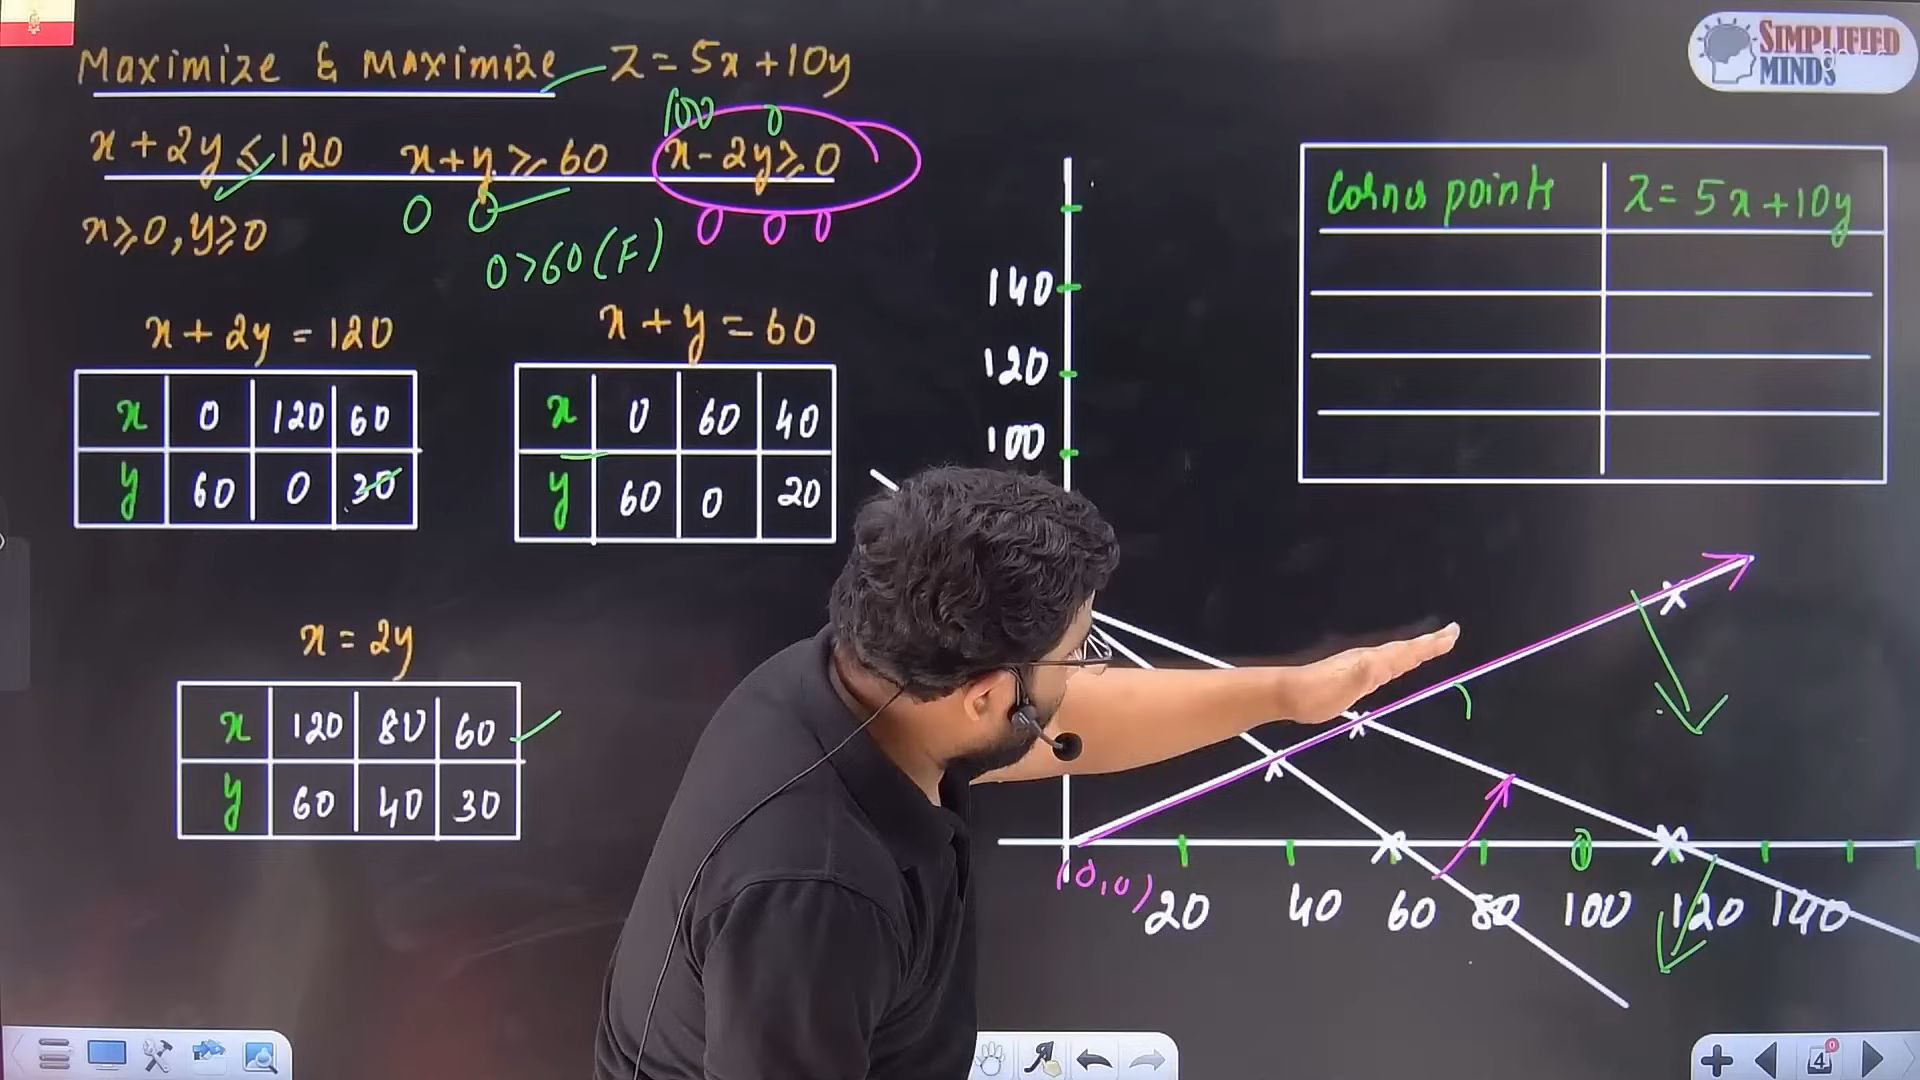 Maximize & maximize Z = 5x + 10y
100 0
x + 2y ≤ 120 x + y ≥ 60 x - 2y ≥ 0
x ≥ 0, y ≥ 0
0 0
0 0 0
0 > 60 (F)
x + 2y = 120
x 0 120 60
y 60 0 30
x + y = 60
x 0 60 40
y 60 0 20
x = 2y
x 120 80 60
y 60 40 30
SIMPLIFIED
MINDS
Corner points Z = 5x + 10y
140
120
100
(0,0)
20 40 60 80 100 120 140
4
0